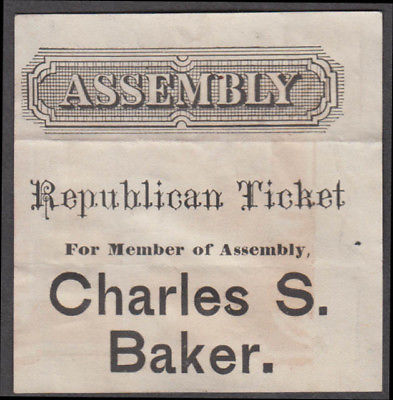 ASSEMBLY
Republican Ticket
For Member of Assembly,
Charles S.
Baker.